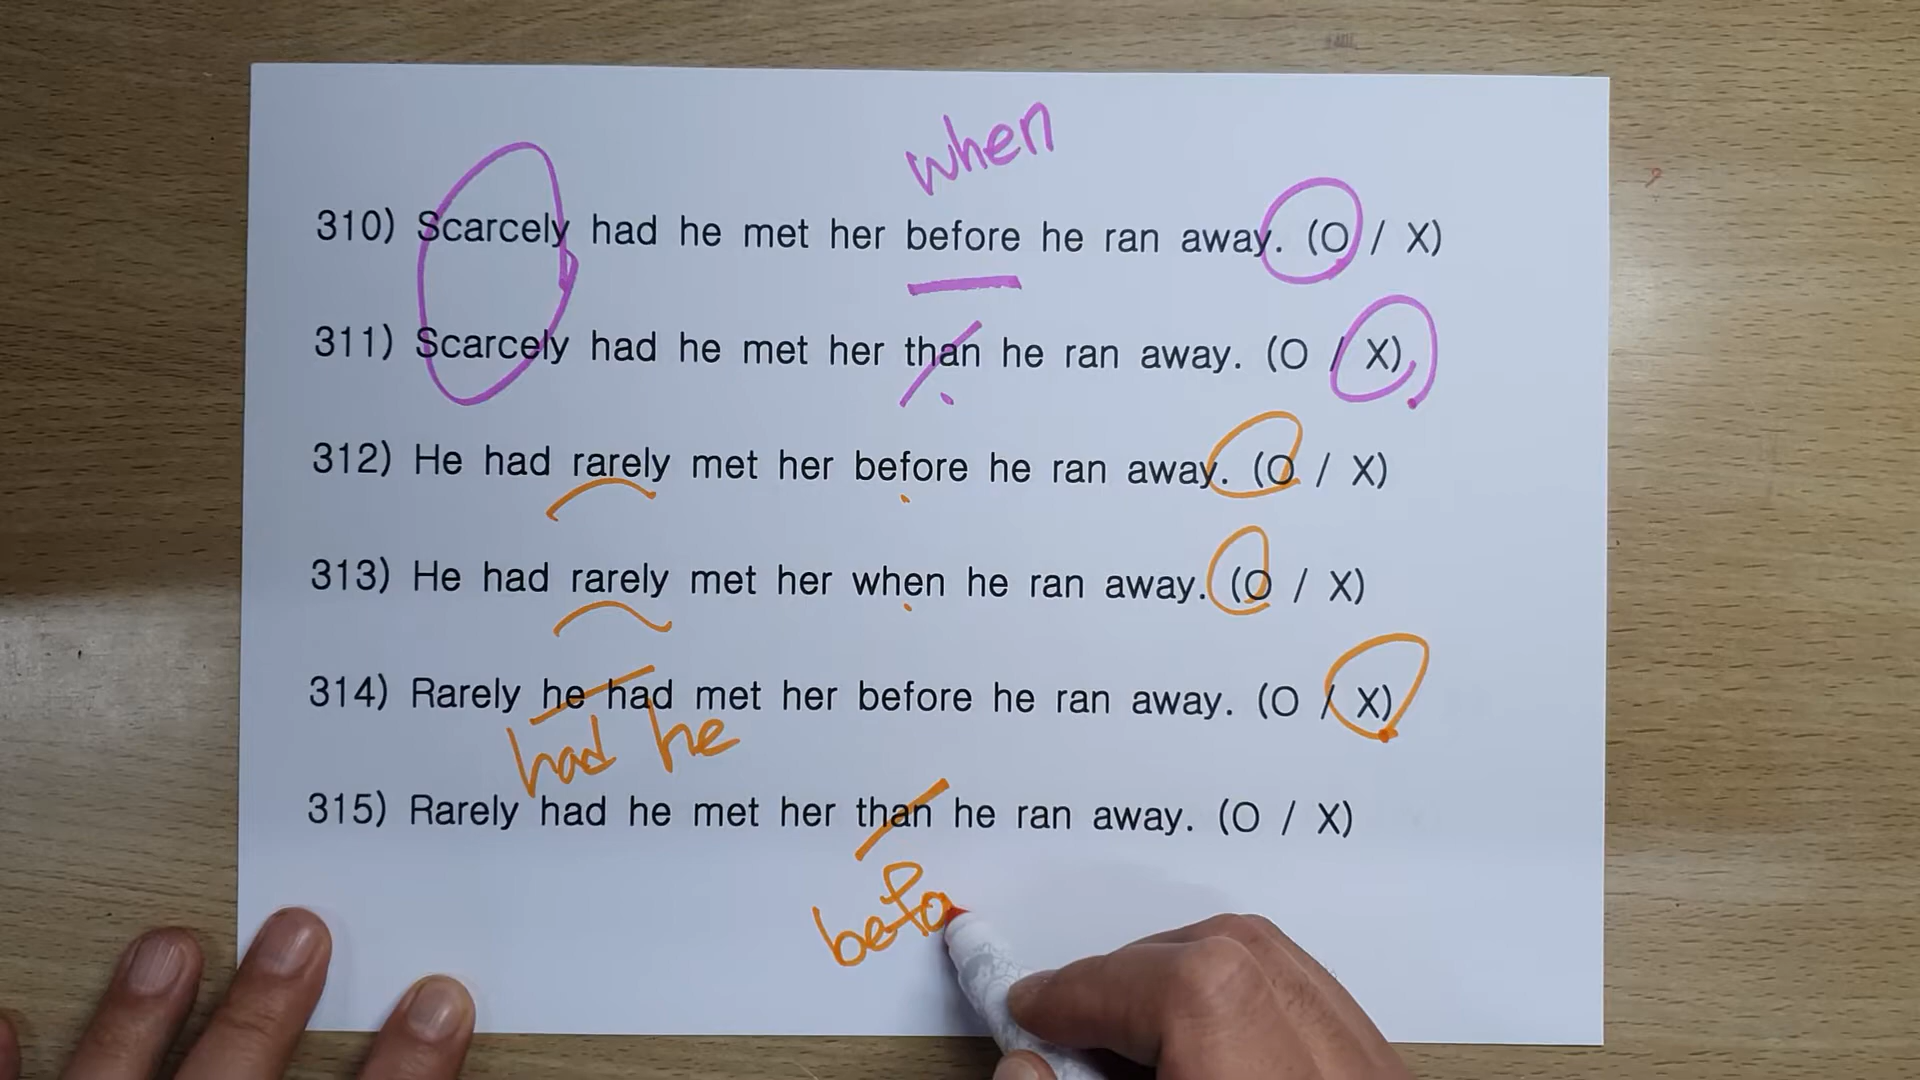 when
310) Scarcely had he met her before he ran away. (O / X)
311) Scarcely had he met her than he ran away. (O / X)
312) He had rarely met her before he ran away. (O / X)
313) He had rarely met her when he ran away. (O / X)
314) Rarely he had met her before he ran away. (O / X)
had he
315) Rarely had he met her than he ran away. (O / X)
befo